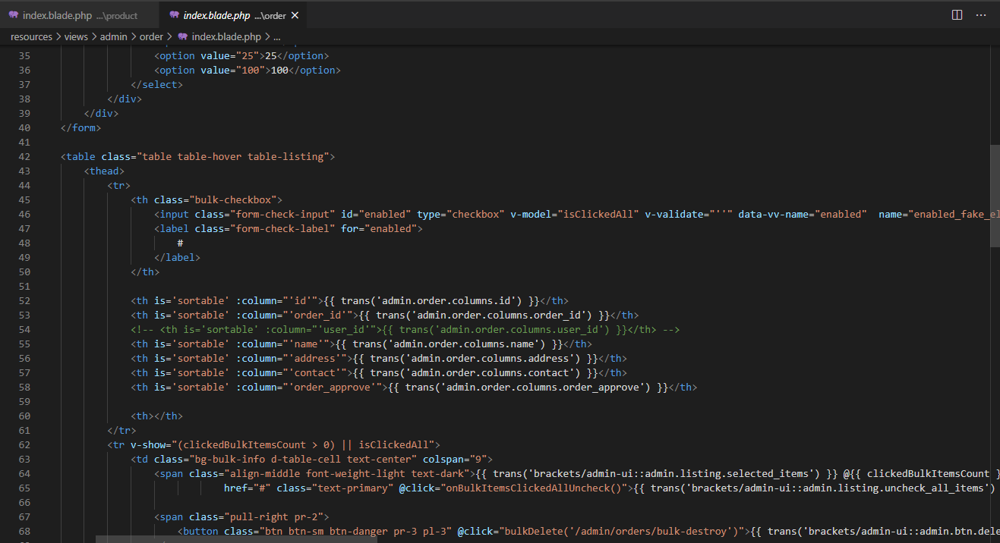 index.blade.php ...\product
index.blade.php ...\order
resources > views > admin > order > index.blade.php > ...
35 <option value="25">25</option>
36 <option value="100">100</option>
37 </select>
38 </div>
39 </div>
40 </form>
41
42 <table class="table table-hover table-listing">
43 <thead>
44 <tr>
45 <th class="bulk-checkbox">
46 <input class="form-check-input" id="enabled" type="checkbox" v-model="isClickedAll" v-validate="''" data-vv-name="enabled"  name="enabled_fake_el
47 <label class="form-check-label" for="enabled">
48 #
49 </label>
50 </th>
51
52 <th is='sortable' :column="'id'">{{ trans('admin.order.columns.id') }}</th>
53 <th is='sortable' :column="'order_id'">{{ trans('admin.order.columns.order_id') }}</th>
54 <!-- <th is='sortable' :column="'user_id'">{{ trans('admin.order.columns.user_id') }}</th> -->
55 <th is='sortable' :column="'name'">{{ trans('admin.order.columns.name') }}</th>
56 <th is='sortable' :column="'address'">{{ trans('admin.order.columns.address') }}</th>
57 <th is='sortable' :column="'contact'">{{ trans('admin.order.columns.contact') }}</th>
58 <th is='sortable' :column="'order_approve'">{{ trans('admin.order.columns.order_approve') }}</th>
59
60 <th></th>
61 </tr>
62 <tr v-show="(clickedBulkItemsCount > 0) || isClickedAll">
63 <td class="bg-bulk-info d-table-cell text-center" colspan="9">
64 <span class="align-middle font-weight-light text-dark">{{ trans('brackets/admin-ui::admin.listing.selected_items') }} @{{ clickedBulkItemsCount }
65 href="#" class="text-primary" @click="onBulkItemsClickedAllUncheck()">{{ trans('brackets/admin-ui::admin.listing.uncheck_all_items')
66
67 <span class="pull-right pr-2">
68 <button class="btn btn-sm btn-danger pr-3 pl-3" @click="bulkDelete('/admin/orders/bulk-destroy')">{{ trans('brackets/admin-ui::admin.btn.dele